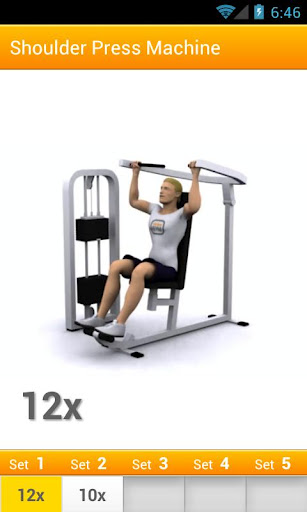 6:46
Shoulder Press Machine
12x
Set 1 Set 2 Set 3 Set 4 Set 5
12x 10x